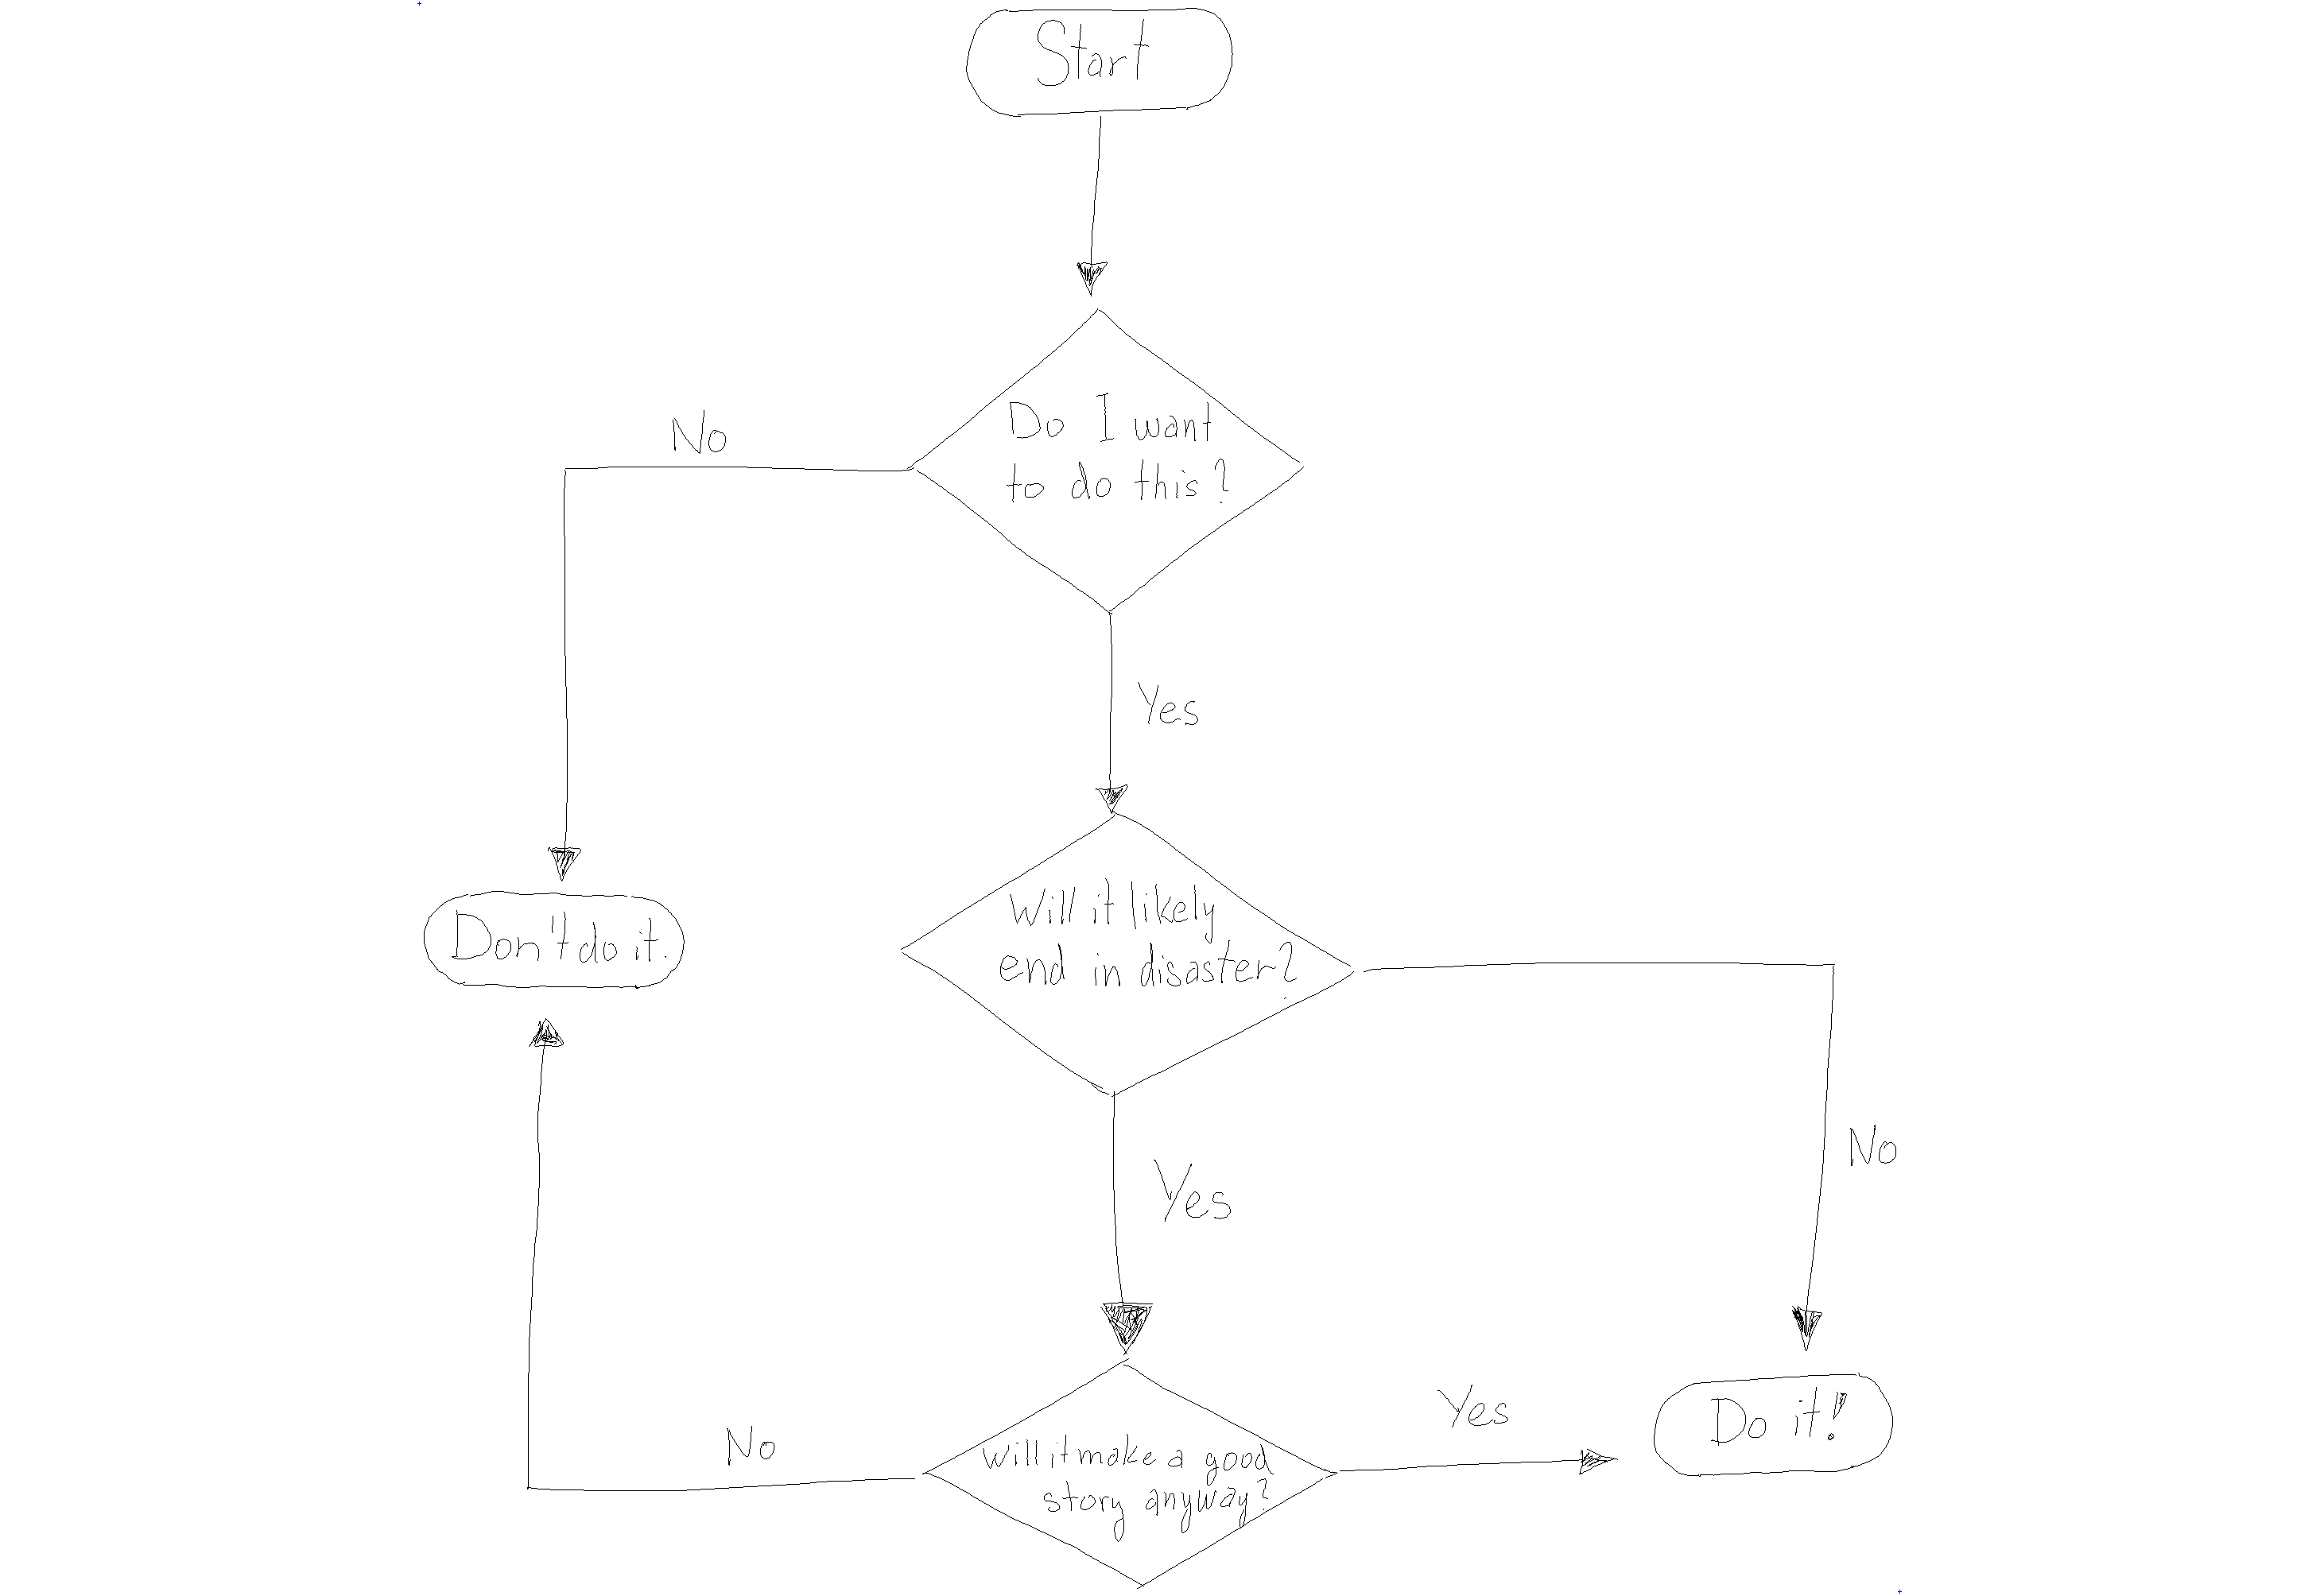 Start
Do I want
to do this?
No
Yes
Will it likely
end in disaster?
Don't do it.
No
Yes
Will it make a good
story anyway?
No
Yes
Do it!